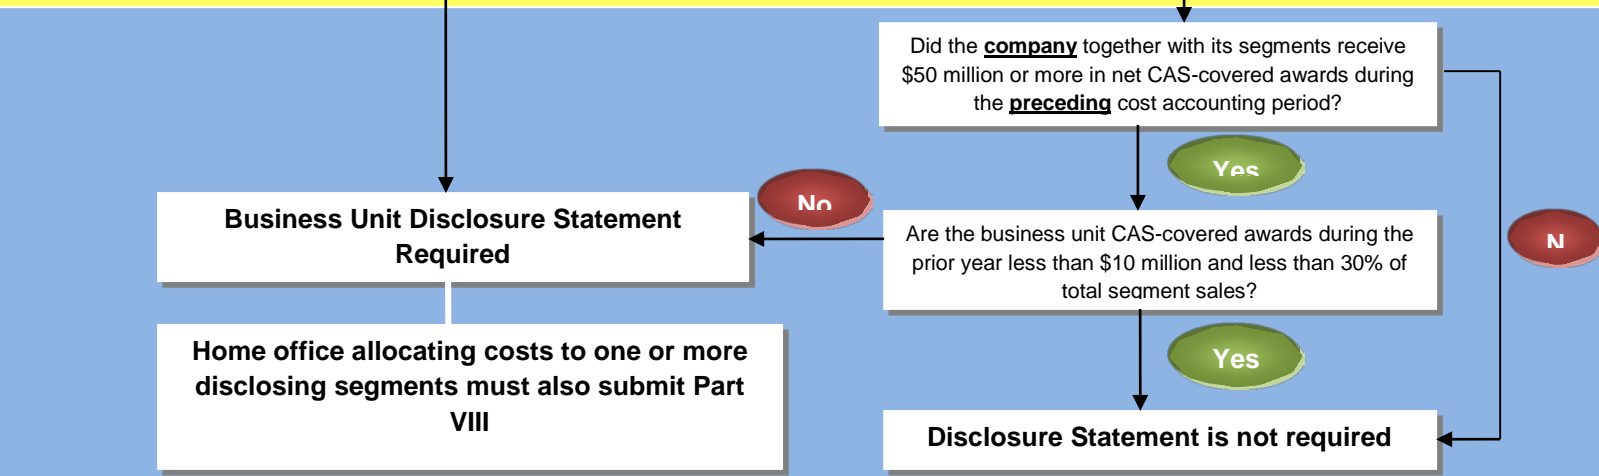 Did the company together with its segments receive
$50 million or more in net CAS-covered awards during
the preceding cost accounting period?
Yes
No
N
Business Unit Disclosure Statement
Required
Are the business unit CAS-covered awards during the
prior year less than $10 million and less than 30% of
total segment sales?
Home office allocating costs to one or more
disclosing segments must also submit Part
VIII
Yes
Disclosure Statement is not required